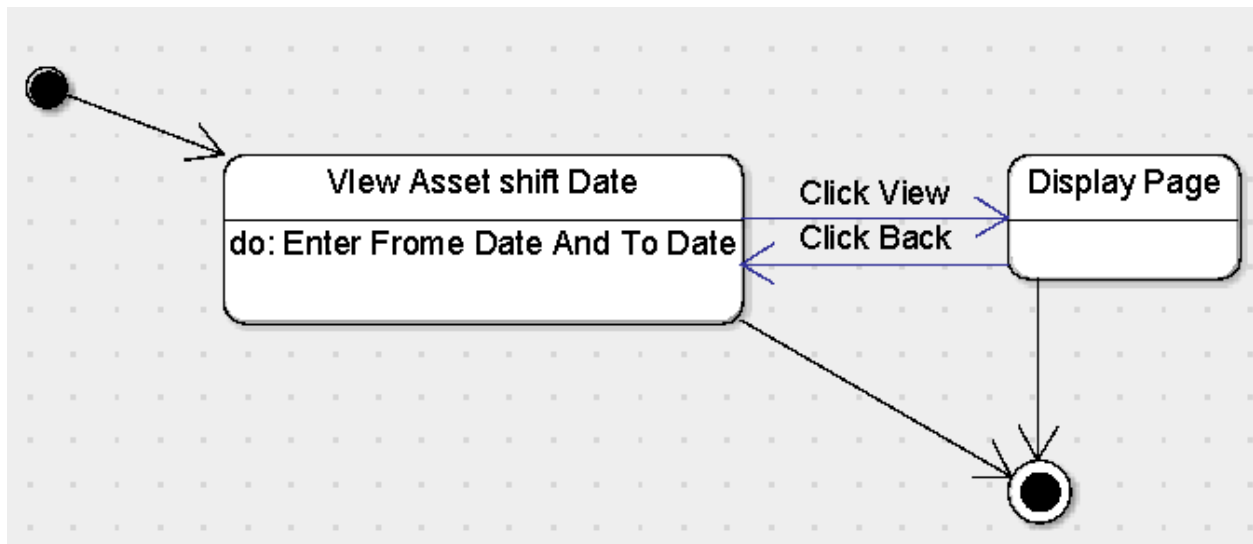 VIew Asset shift Date
do: Enter Frome Date And To Date
Click View
Click Back
Display Page